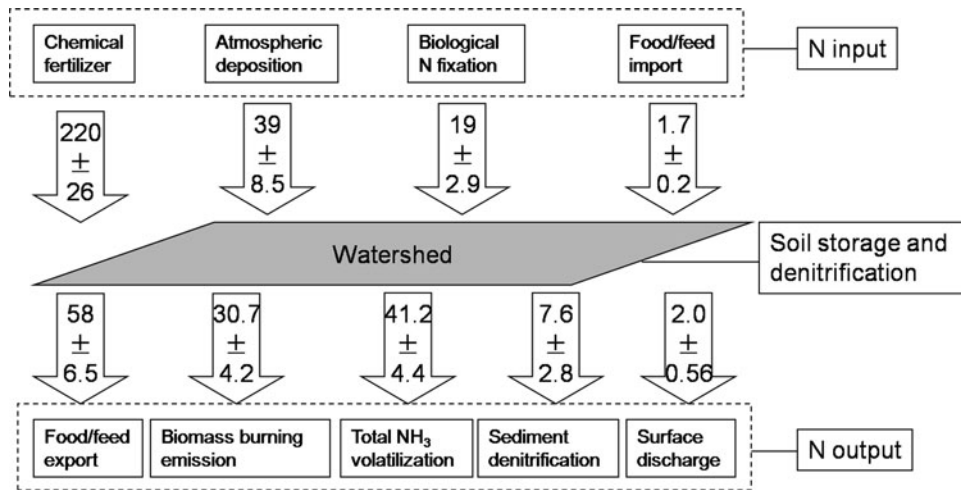 Chemical
fertilizer
Atmospheric
deposition
Biological
N fixation
Food/feed
import
N input
220
±
26
39
±
8.5
19
±
2.9
1.7
±
0.2
Watershed
Soil storage and
denitrification
58
±
6.5
30.7
±
4.2
41.2
±
4.4
7.6
±
2.8
2.0
±
0.56
Food/feed
export
Biomass burning
emission
Total NH₃
volatilization
Sediment
denitrification
Surface
discharge
N output